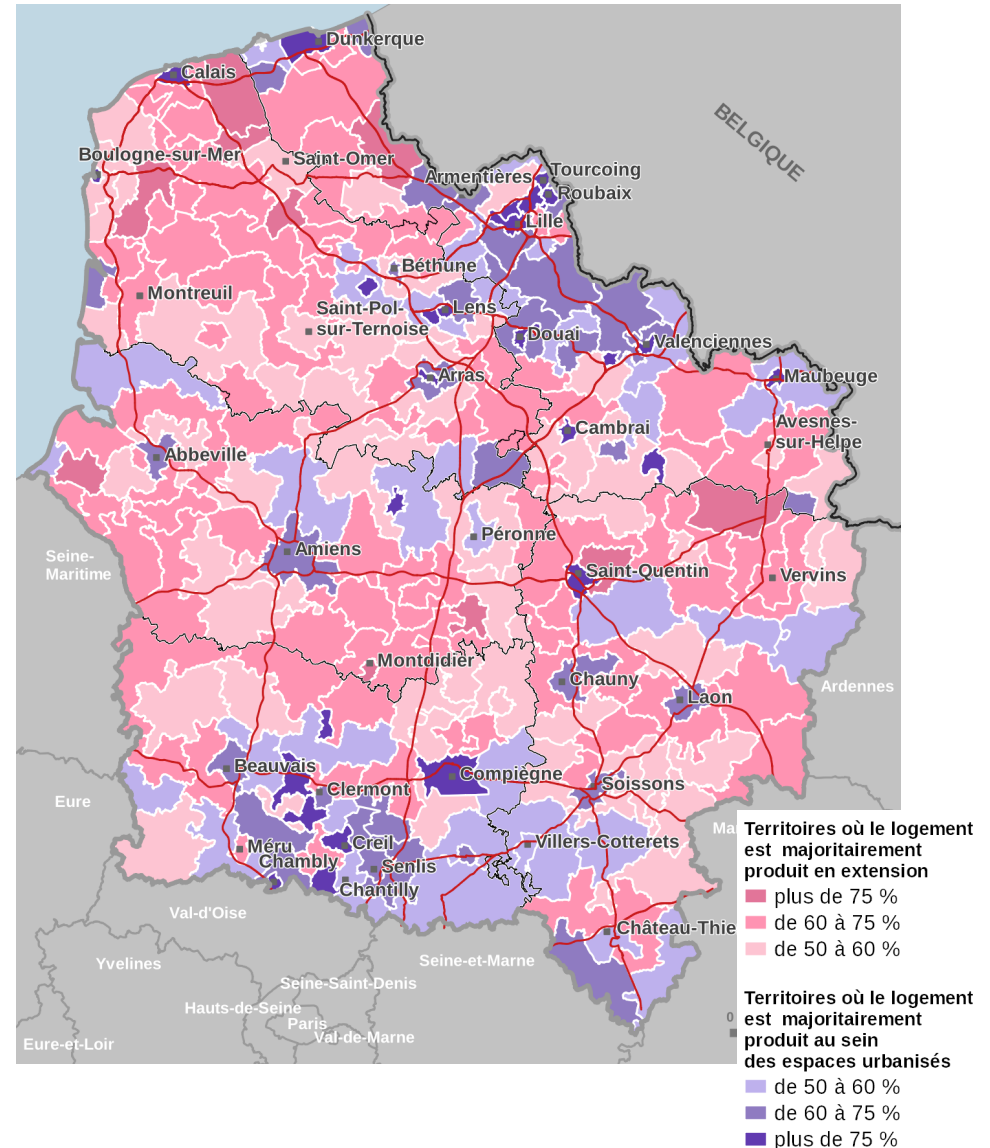 Dunkerque
Calais
BELGIQUE
Boulogne-sur-Mer
Saint-Omer
Armentières
Tourcoing
Roubaix
Lille
Béthune
Montreuil
Saint-Pol-
sur-Ternoise
Lens
Douai
Valenciennes
Arras
Maubeuge
Cambrai
Avesnes-
sur-Helpe
Abbeville
Péronne
Amiens
Seine-
Maritime
Saint-Quentin
Vervins
Montdidier
Chauny
Laon
Ardennes
Beauvais
Compiègne
Clermont
Soissons
Eure
Méru
Creil
Villers-Cotterets
Chambly
Senlis
Chantilly
Val-d'Oise
Château-Thie
Yvelines
Seine-et-Marne
Seine-Saint-Denis
Hauts-de-Seine
Paris
Val-de-Marne
Eure-et-Loir
Ma
0
Territoires où le logement
est majoritairement
produit en extension
plus de 75 %
de 60 à 75 %
de 50 à 60 %
Territoires où le logement
est majoritairement
produit au sein
des espaces urbanisés
de 50 à 60 %
de 60 à 75 %
plus de 75 %